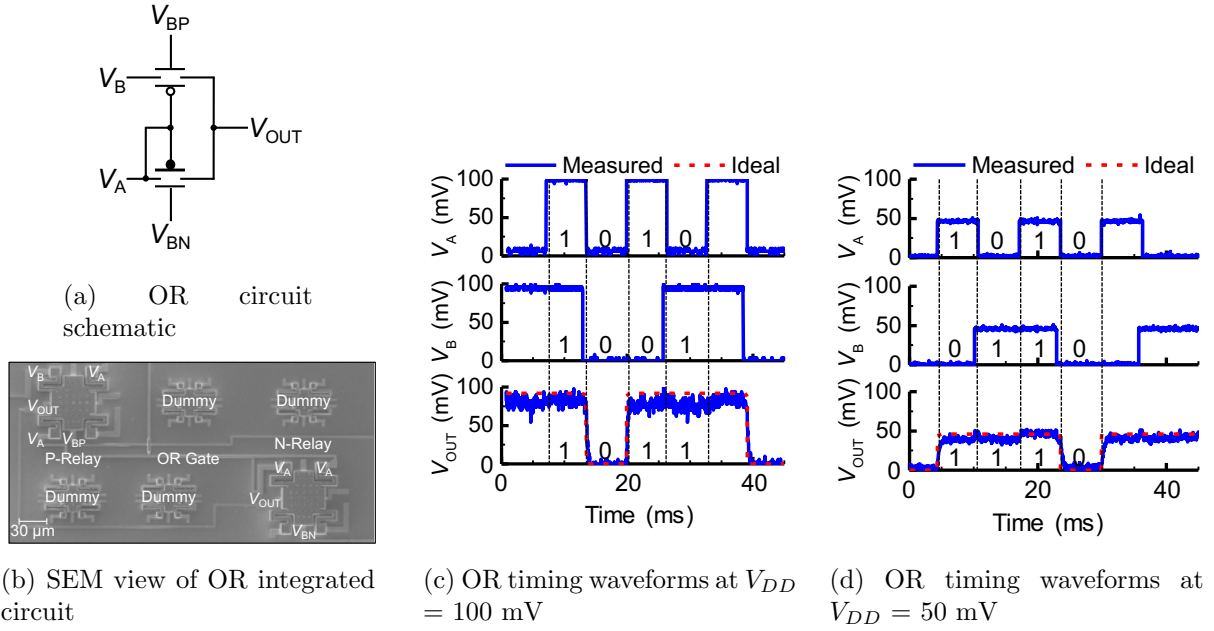 V_BP
V_B
V_OUT
V_A
V_BN
(a) OR circuit
schematic
V_B V_A
Dummy Dummy
V_OUT
V_A V_BP N-Relay
P-Relay OR Gate
V_A V_A
Dummy Dummy
V_OUT
30 µm
V_BN
(b) SEM view of OR integrated
circuit
Measured Ideal
V_A (mV)
100
50
0
1 0 1 0
V_B (mV)
100
50
0
1 0 0 1
V_OUT (mV)
100
50
0
1 0 1 1
0 20 40
Time (ms)
(c) OR timing waveforms at V_DD
= 100 mV
Measured Ideal
V_A (mV)
100
50
0
1 0 1 0
V_B (mV)
100
50
0
0 1 1 0
V_OUT (mV)
100
50
0
1 1 1 0
0 20 40
Time (ms)
(d) OR timing waveforms at
V_DD = 50 mV